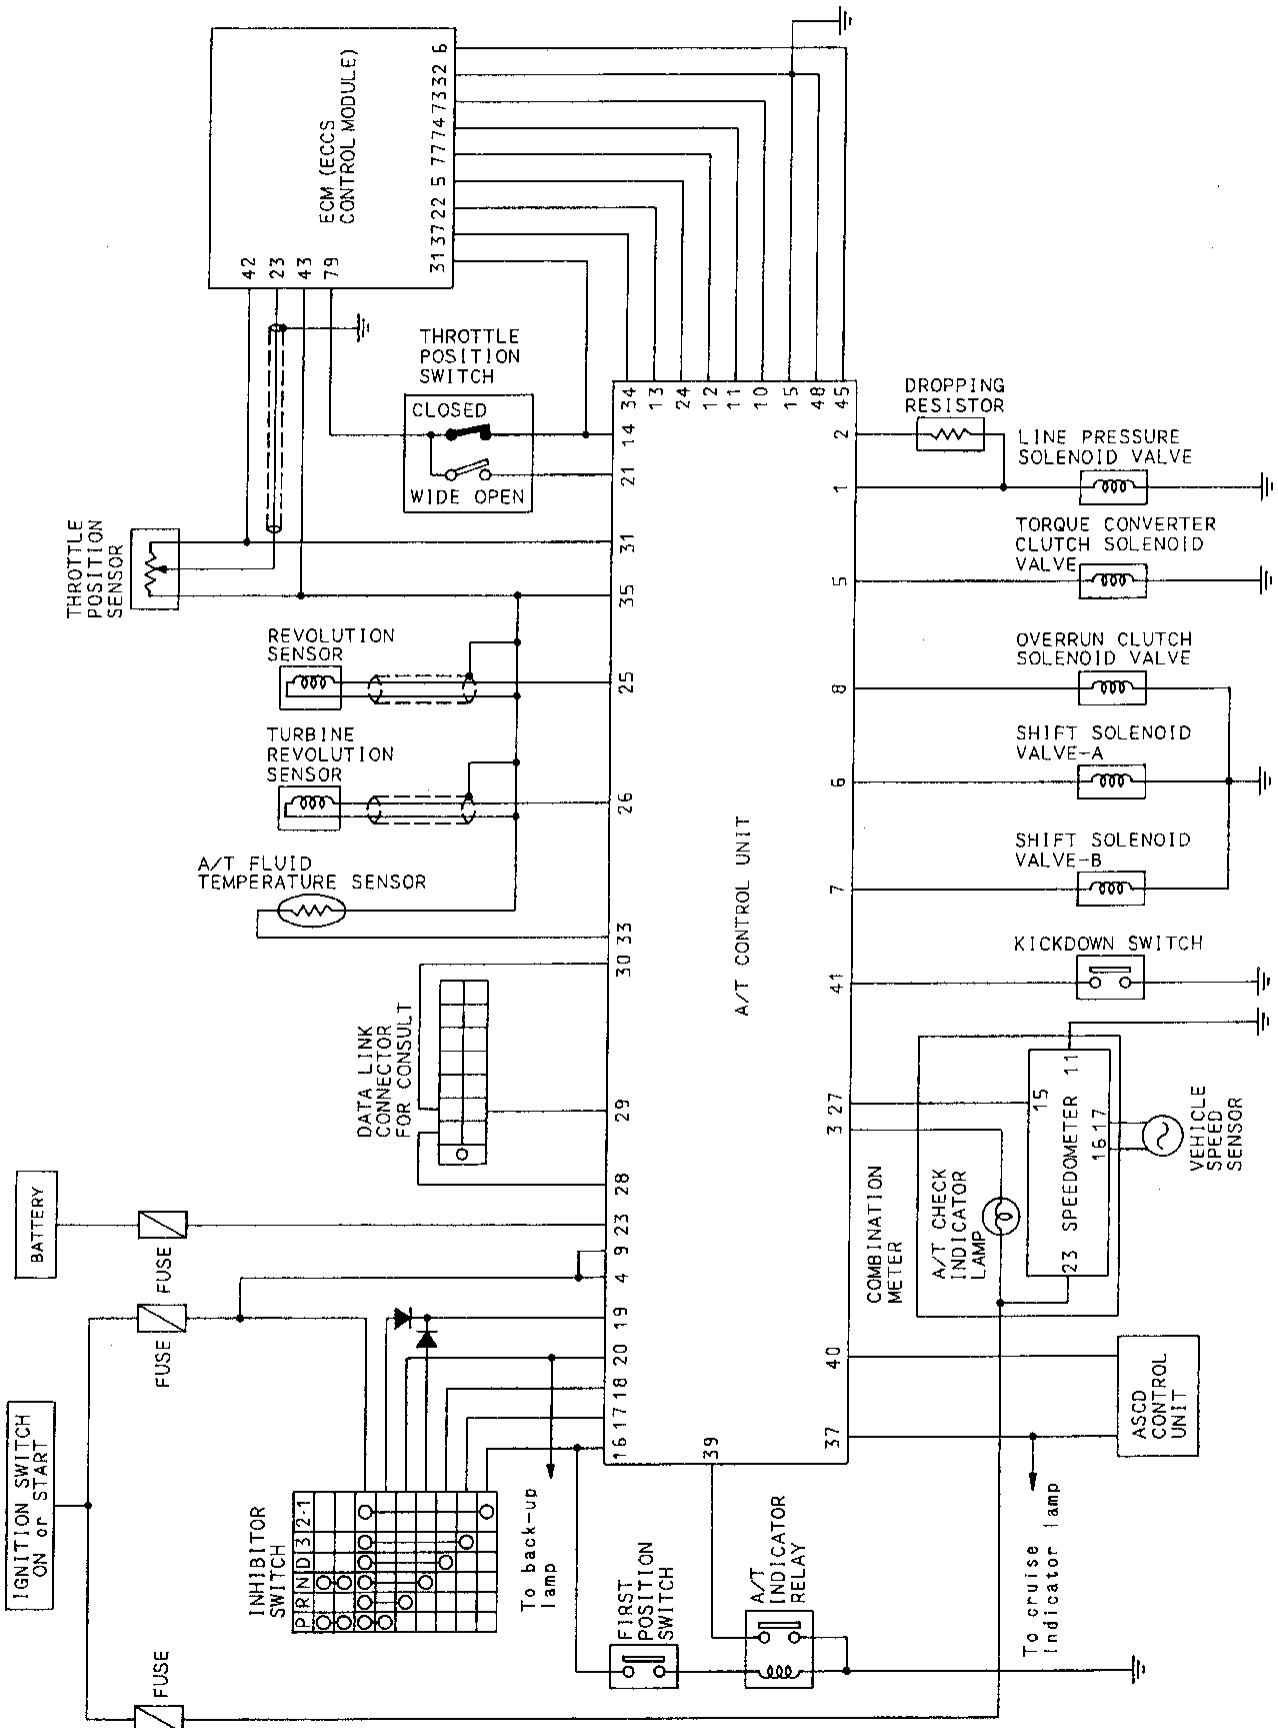 ECM (ECCS
CONTROL MODULE)
6
32
73
74
77
5
22
37
31
42
23
43
79
THROTTLE
POSITION
SWITCH
CLOSED
WIDE OPEN
34
13
24
12
11
10
15
48
45
14
21
31
35
25
26
33
30
29
28
23
9
4
19
20
18
17
16
39
2
1
5
8
6
7
41
27
3
40
37
A/T CONTROL UNIT
DROPPING
RESISTOR
LINE PRESSURE
SOLENOID VALVE
TORQUE CONVERTER
CLUTCH SOLENOID
VALVE
OVERRUN CLUTCH
SOLENOID VALVE
SHIFT SOLENOID
VALVE-A
SHIFT SOLENOID
VALVE-B
KICKDOWN SWITCH
THROTTLE
POSITION
SENSOR
REVOLUTION
SENSOR
TURBINE
REVOLUTION
SENSOR
A/T FLUID
TEMPERATURE SENSOR
DATA LINK
CONNECTOR
FOR CONSULT
BATTERY
FUSE
FUSE
FUSE
IGNITION SWITCH
ON or START
INHIBITOR
SWITCH
P R N D 3 2-1
To back-up
lamp
FIRST
POSITION
SWITCH
A/T
INDICATOR
RELAY
COMBINATION
METER
A/T CHECK
INDICATOR
LAMP
23 SPEEDOMETER 11
15
16 17
VEHICLE
SPEED
SENSOR
ASCD
CONTROL
UNIT
To cruise
Indicator lamp